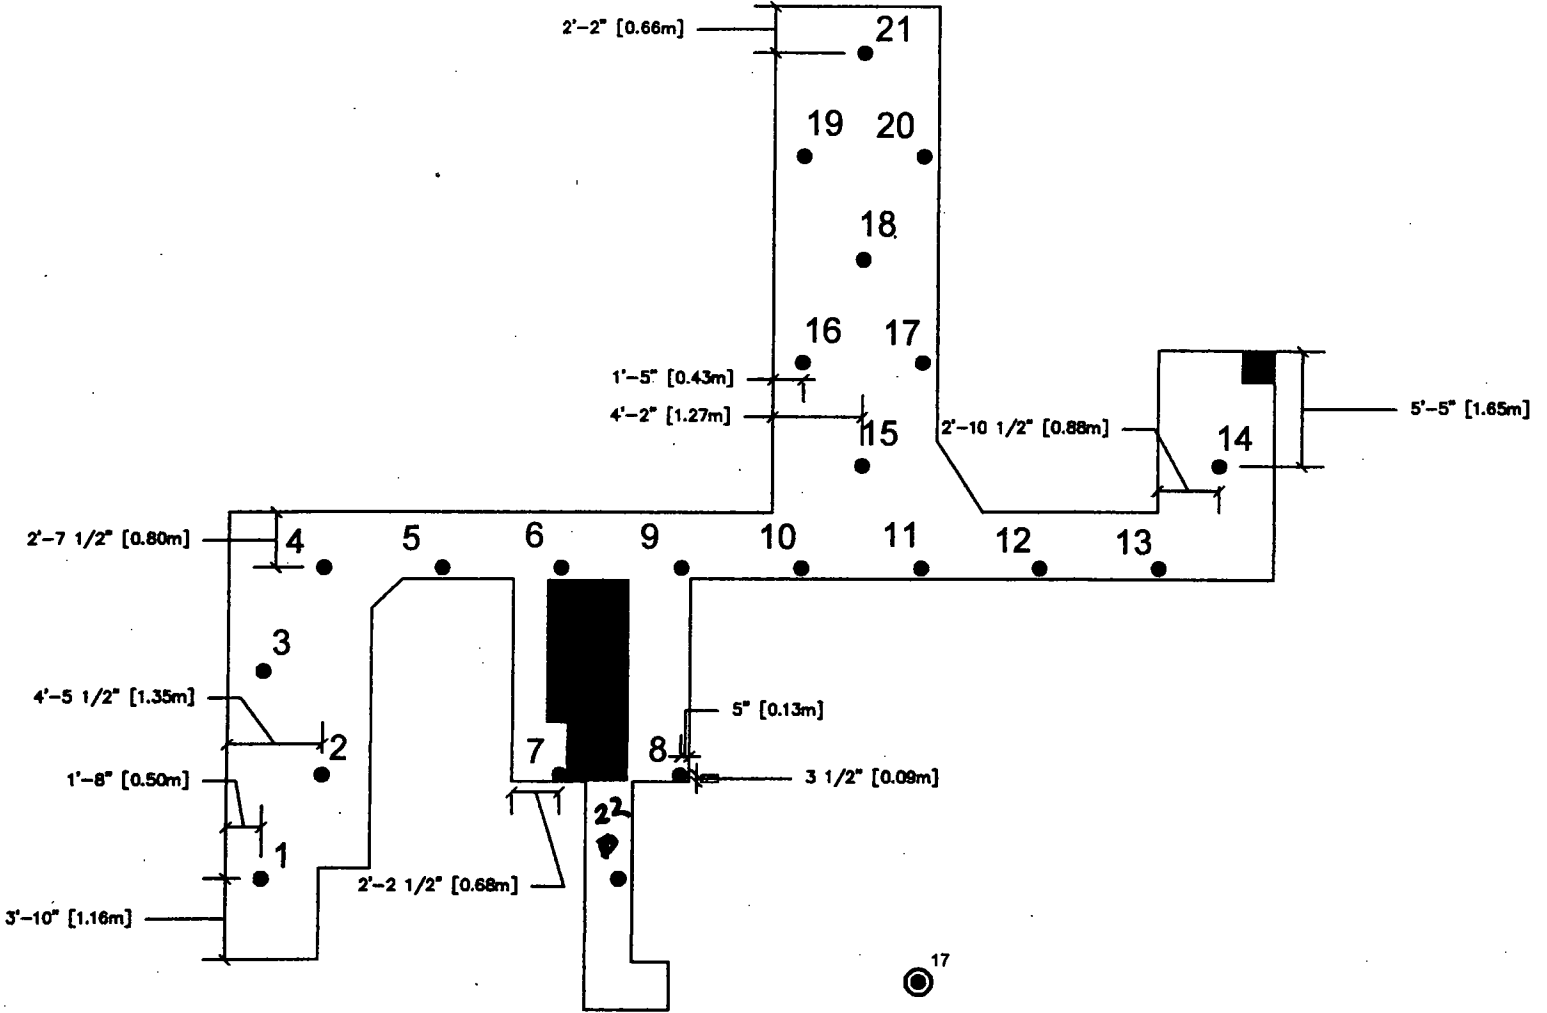 2'-2" [0.66m]
21
19 20
18
16 17
1'-5" [0.43m]
4'-2" [1.27m]
15
2'-10 1/2" [0.88m]
14
5'-5" [1.65m]
2'-7 1/2" [0.80m]
4 5 6 9 10 11 12 13
3
4'-5 1/2" [1.35m]
2
5" [0.13m]
7 8
1'-8" [0.50m]
3 1/2" [0.09m]
22
1
2'-2 1/2" [0.68m]
3'-10" [1.16m]
17